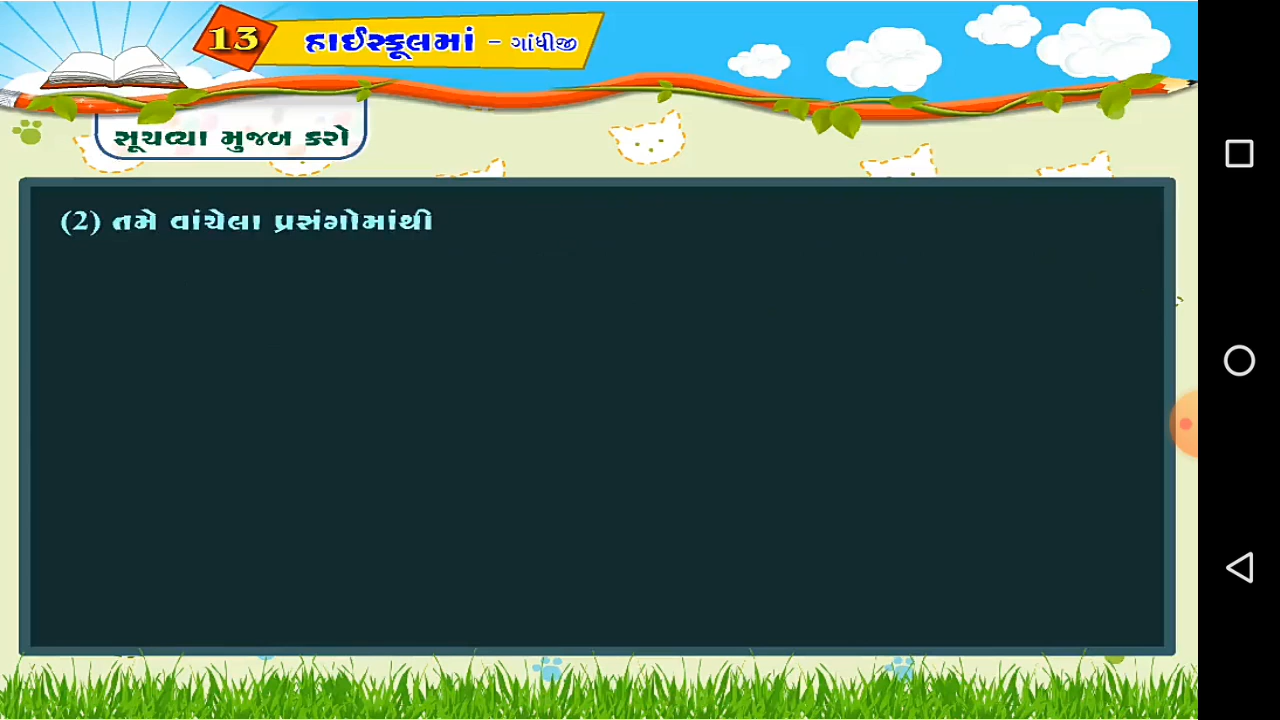 13 હાઈસ્કૂલમાં - ગાંધીજી
સૂચવ્યા મુજબ કરો
(2) તમે વાંચેલા પ્રસંગોમાંથી